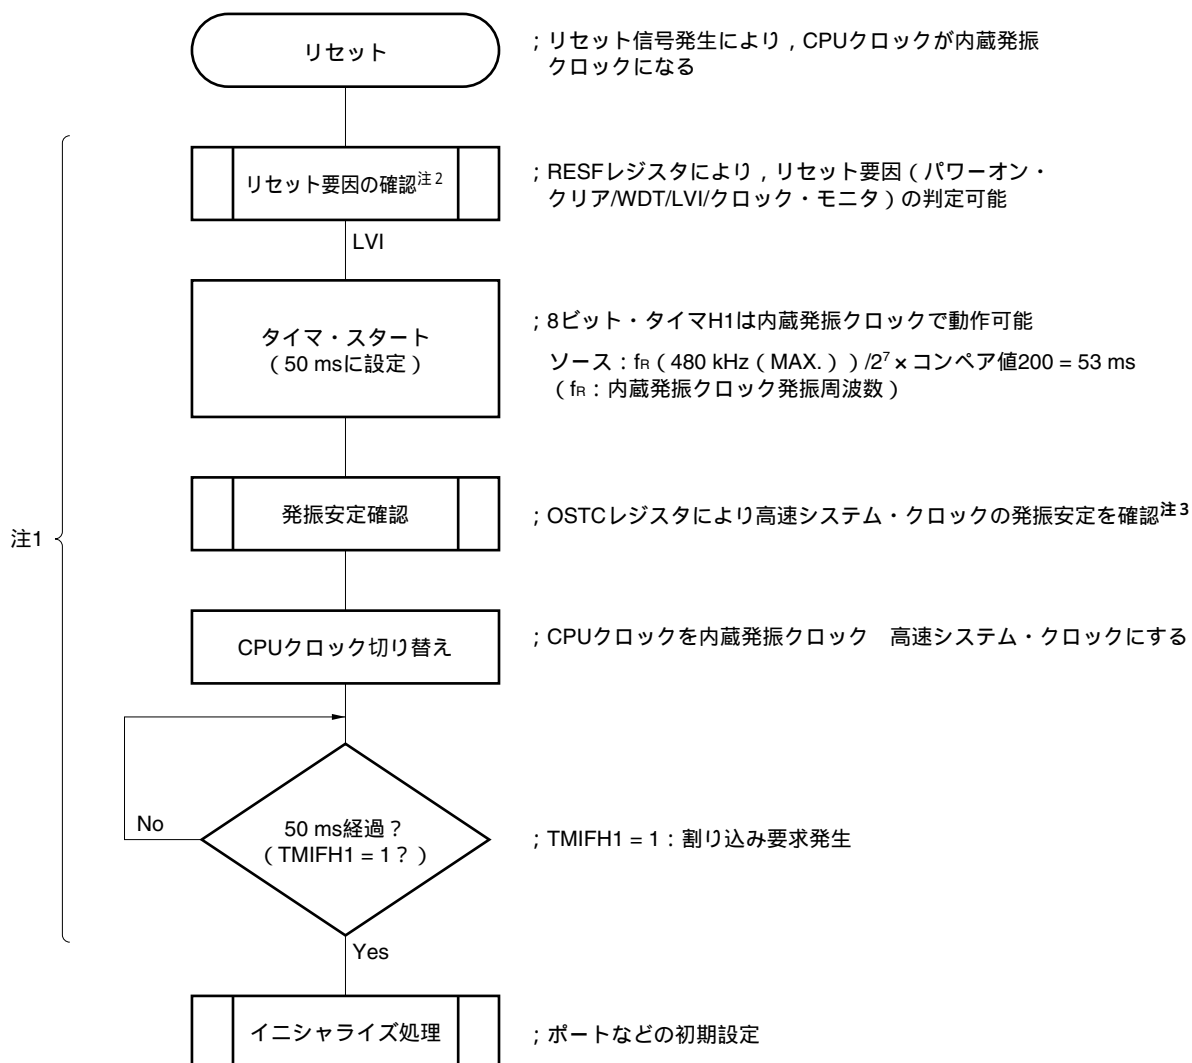 リセット
；リセット信号発生により，CPUクロックが内蔵発振
クロックになる
リセット要因の確認注2
；RESFレジスタにより，リセット要因（パワーオン・
クリア/WDT/LVI/クロック・モニタ）の判定可能
LVI
タイマ・スタート
（50 msに設定）
；8ビット・タイマH1は内蔵発振クロックで動作可能
ソース：fR（480 kHz（MAX.））/2⁷×コンペア値200 = 53 ms
（fR：内蔵発振クロック発振周波数）
注1
発振安定確認
；OSTCレジスタにより高速システム・クロックの発振安定を確認注3
CPUクロック切り替え
；CPUクロックを内蔵発振クロック　高速システム・クロックにする
No
50 ms経過？
（TMIFH1 = 1？）
；TMIFH1 = 1：割り込み要求発生
Yes
イニシャライズ処理
；ポートなどの初期設定